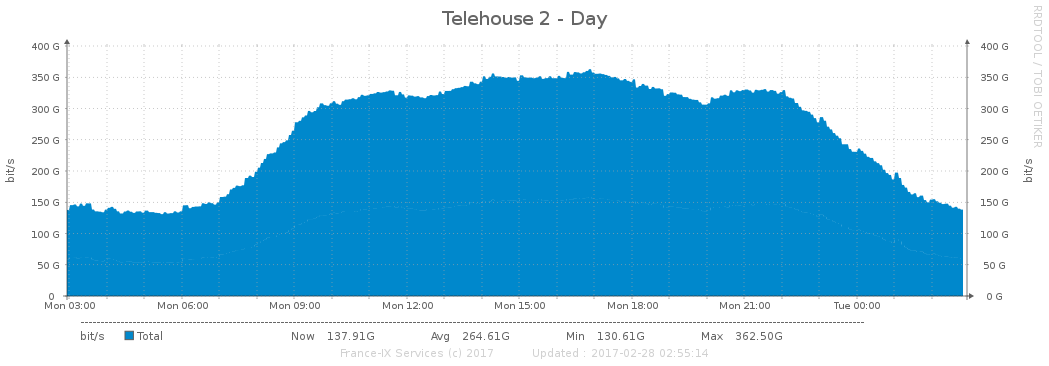 Telehouse 2 - Day
RRDTOOL / TOBI OETIKER
400 G 400 G
350 G 350 G
300 G 300 G
250 G 250 G
200 G 200 G
150 G 150 G
100 G 100 G
50 G 50 G
0 0 G
bit/s bit/s
Mon 03:00 Mon 06:00 Mon 09:00 Mon 12:00 Mon 15:00 Mon 18:00 Mon 21:00 Tue 00:00
bit/s Total Now 137.91G Avg 264.61G Min 130.61G Max 362.50G
France-IX Services (c) 2017 Updated : 2017-02-28 02:55:14